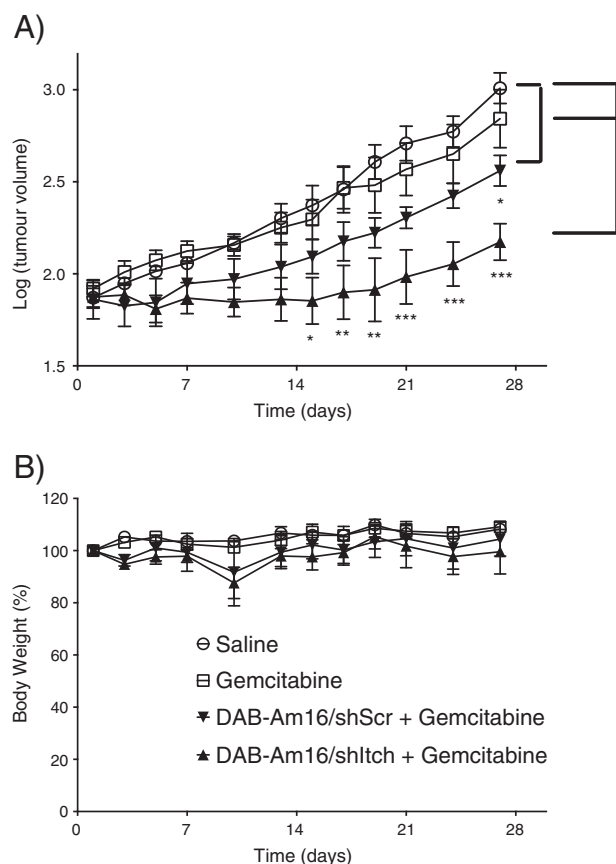 A)
Log (tumour volume)
3.0
2.5
2.0
1.5
0 7 14 21 28
Time (days)
* ** ** *** *** ***
*
B)
Body Weight (%)
120
100
80
60
40
20
0
0 7 14 21 28
Time (days)
Saline
Gemcitabine
DAB-Am16/shScr + Gemcitabine
DAB-Am16/shItch + Gemcitabine